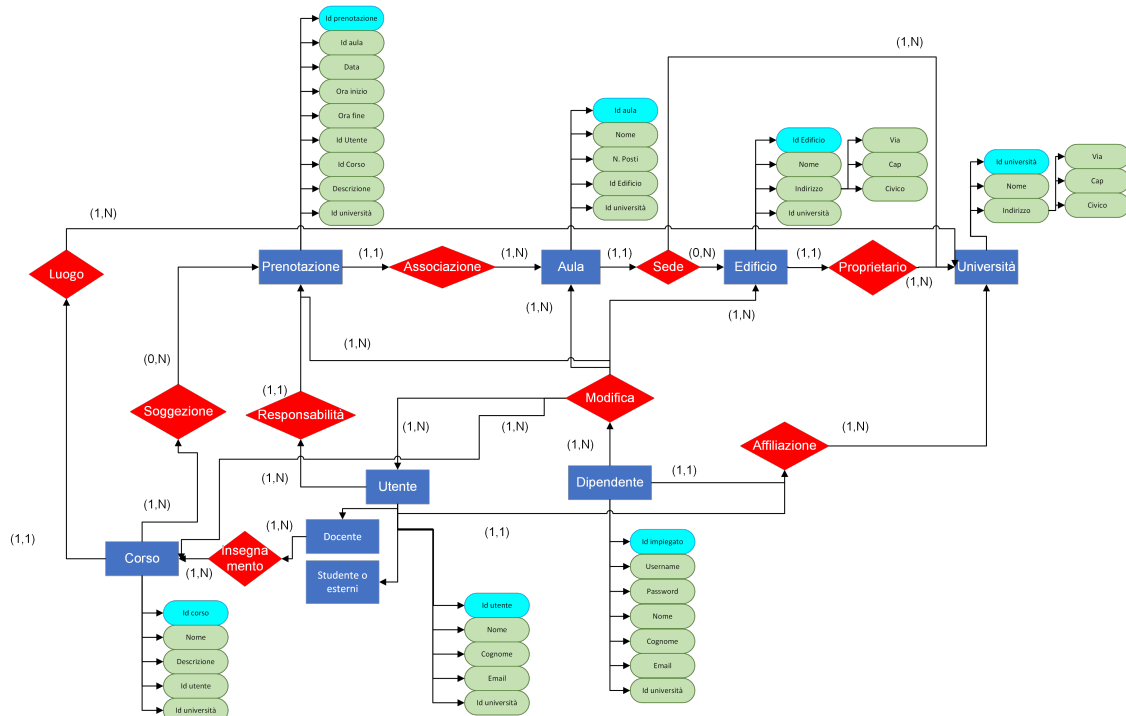 Id prenotazione
Id aula
Data
Ora inizio
Ora fine
Id Utente
Id Corso
Descrizione
Id università
(1,N)
Id aula
Nome
N. Posti
Id Edificio
Id università
Id Edificio
Nome
Indirizzo
Id università
Via
Cap
Civico
Id università
Nome
Indirizzo
Via
Cap
Civico
(1,N)
Luogo
Prenotazione
(1,1)
Associazione
(1,N)
Aula
(1,1)
Sede
(0,N)
Edificio
(1,1)
Proprietario
(1,N)
Università
(1,N)
(1,N)
(1,N)
(0,N)
(1,1)
Soggezione
Responsabilità
Modifica
(1,N)
(1,N)
Affiliazione
(1,N)
(1,N)
(1,N)
Utente
(1,N)
Dipendente
(1,1)
(1,N)
(1,N)
Docente
(1,1)
(1,1)
Corso
(1,N)
Insegna
mento
Studente o
esterni
Id corso
Nome
Descrizione
Id utente
Id università
Id utente
Nome
Cognome
Email
Id università
Id impiegato
Username
Password
Nome
Cognome
Email
Id università